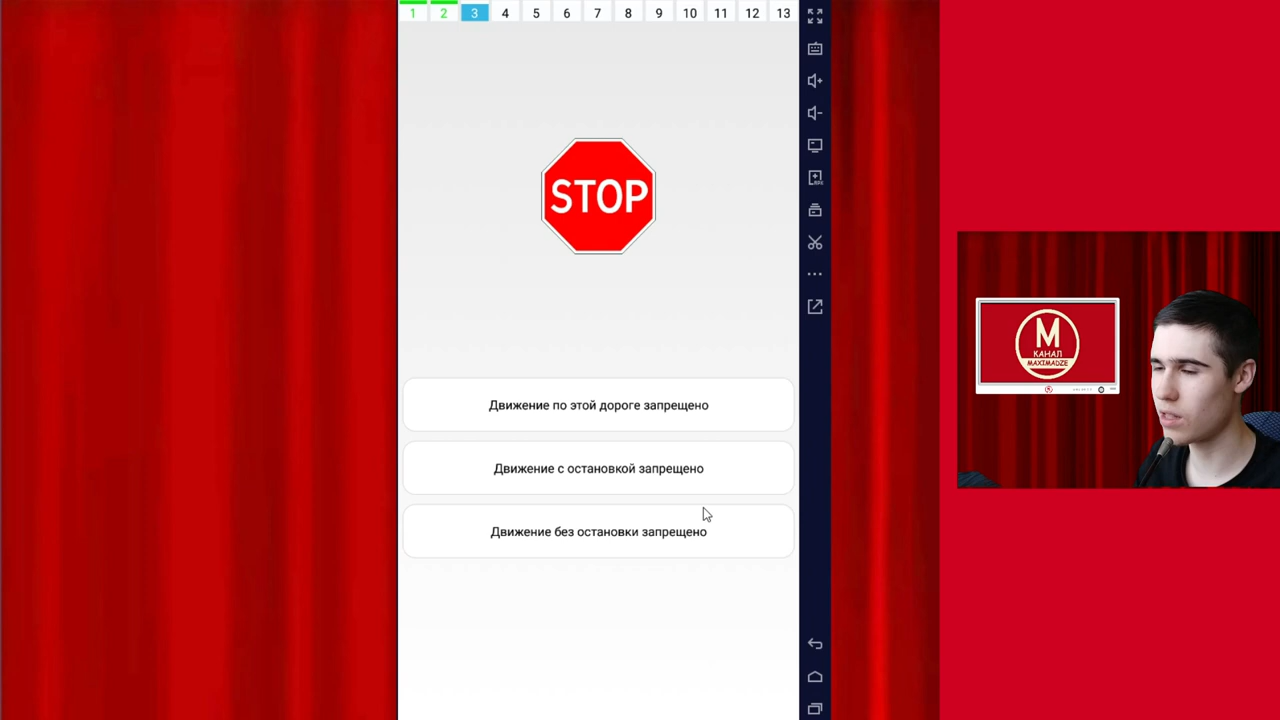 1 2 3 4 5 6 7 8 9 10 11 12 13
STOP
Движение по этой дороге запрещено
Движение с остановкой запрещено
Движение без остановки запрещено
М
КАНАЛ
MAXIMADZE